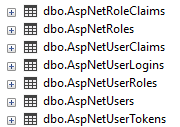 dbo.AspNetRoleClaims
dbo.AspNetRoles
dbo.AspNetUserClaims
dbo.AspNetUserLogins
dbo.AspNetUserRoles
dbo.AspNetUsers
dbo.AspNetUserTokens